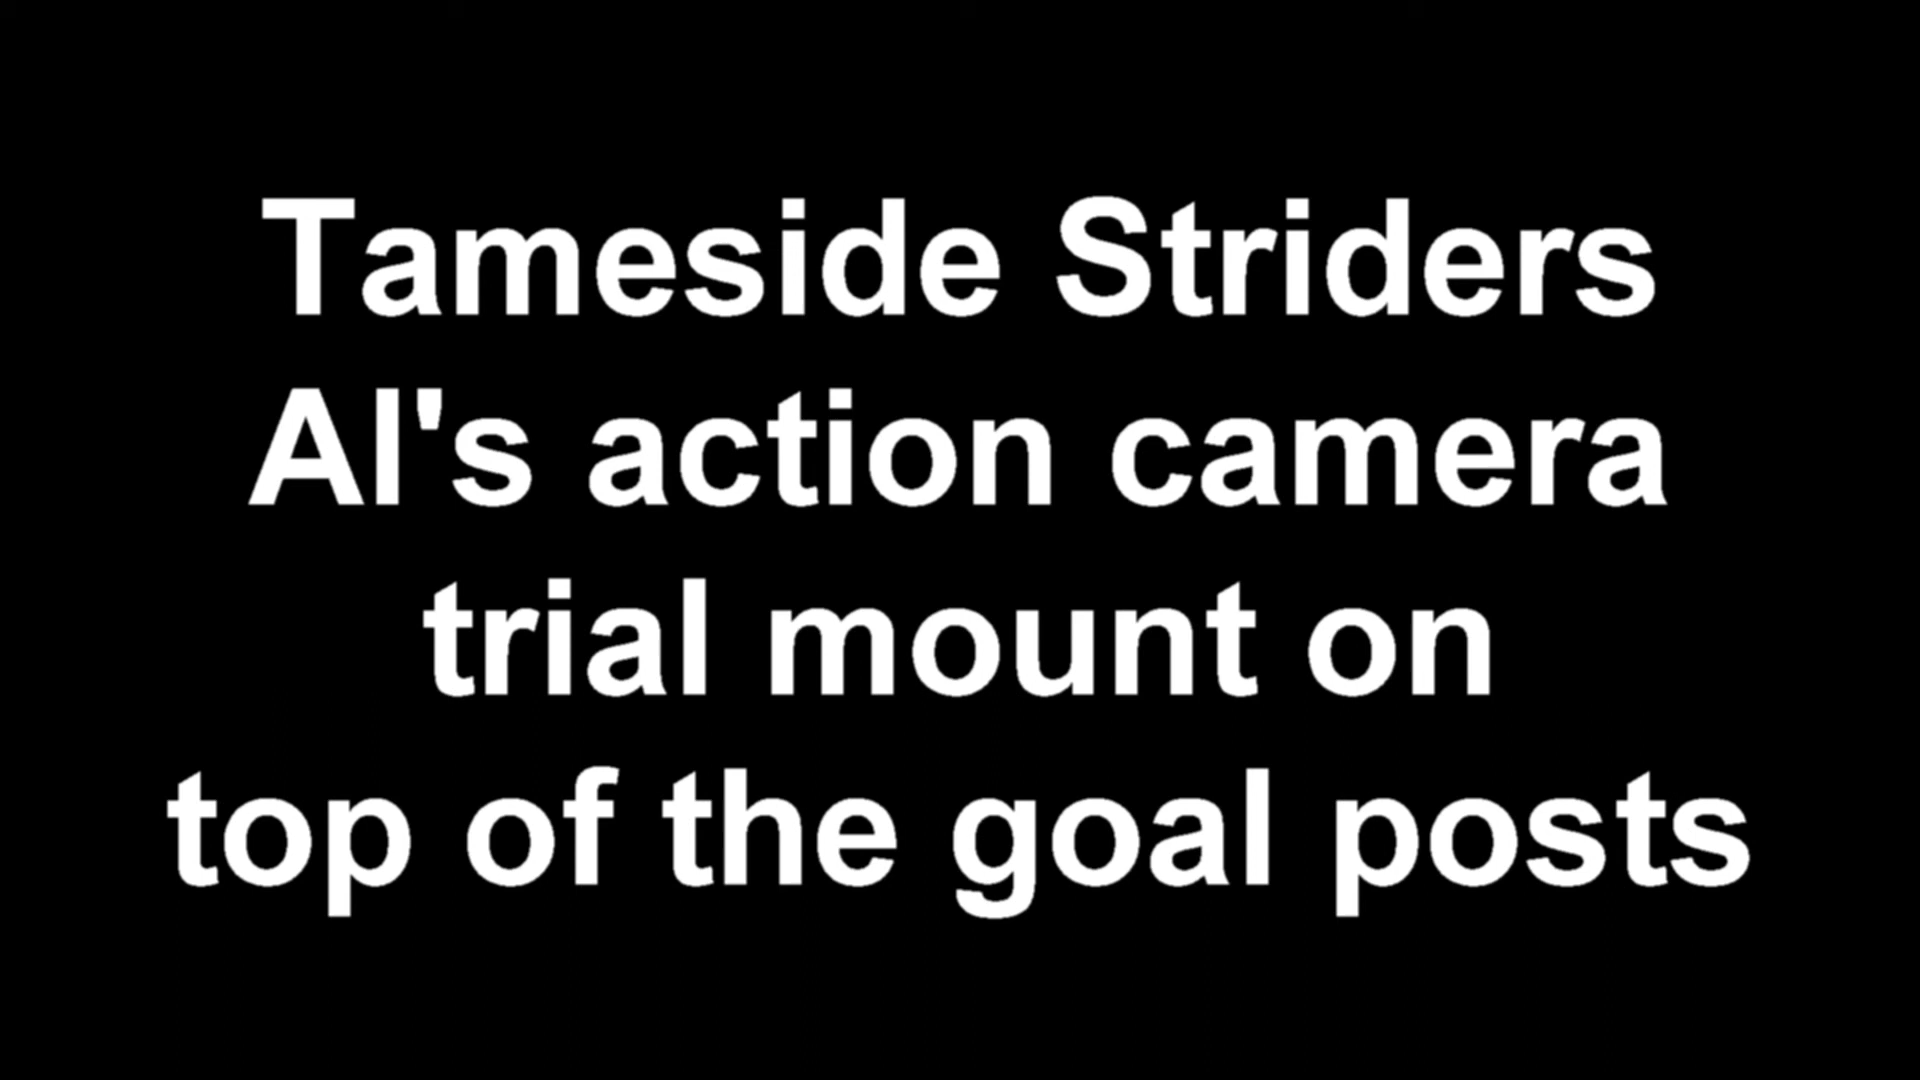 Tameside Striders
Al's action camera
trial mount on
top of the goal posts